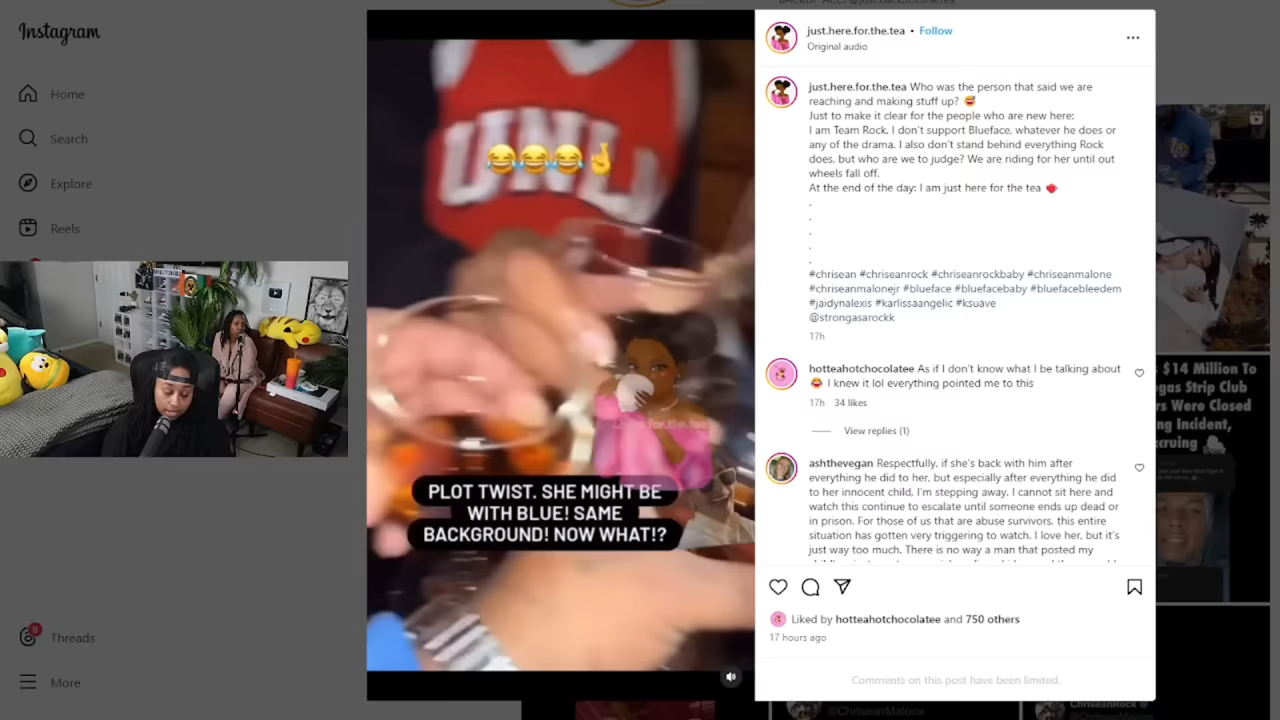 Instagram
Home
Search
Explore
Reels
Threads
6
More
UNL
PLOT TWIST. SHE MIGHT BE
WITH BLUE! SAME
BACKGROUND! NOW WHAT!?
just.here.for.the.tea • Follow
Original audio
just.here.for.the.tea Who was the person that said we are
reaching and making stuff up? 😅
Just to make it clear for the people who are new here:
I am Team Rock, I don't support Blueface, whatever he does or
any of the drama. I also don't stand behind everything Rock
does, but who are we to judge? We are riding for her until out
wheels fall off.
At the end of the day: I am just here for the tea 🫖
.
.
.
.
.
#chrisean #chriseanrock #chriseanrockbaby #chriseanmalone
#chriseanmalonejr #blueface #bluefacebaby #bluefacebleedem
#jaidynalexis #karlissaangelic #ksuave
@strongasarockk
17h
hotteahotchocolatee As if I don't know what I be talking about
😂 I knew it lol everything pointed me to this
17h 34 likes
View replies (1)
ashthevegan Respectfully, if she's back with him after
everything he did to her, but especially after everything he did
to her innocent child, I'm stepping away. I cannot sit here and
watch this continue to escalate until someone ends up dead or
in prison. For those of us that are abuse survivors, this entire
situation has gotten very triggering to watch. I love her, but it's
just way too much. There is no way a man that posted my
Liked by hotteahotchocolatee and 750 others
17 hours ago
Comments on this post have been limited.
$14 Million To
gas Strip Club
rs Were Closed
ng Incident,
cruing
@ChriseanMalone
ChriseanRock @